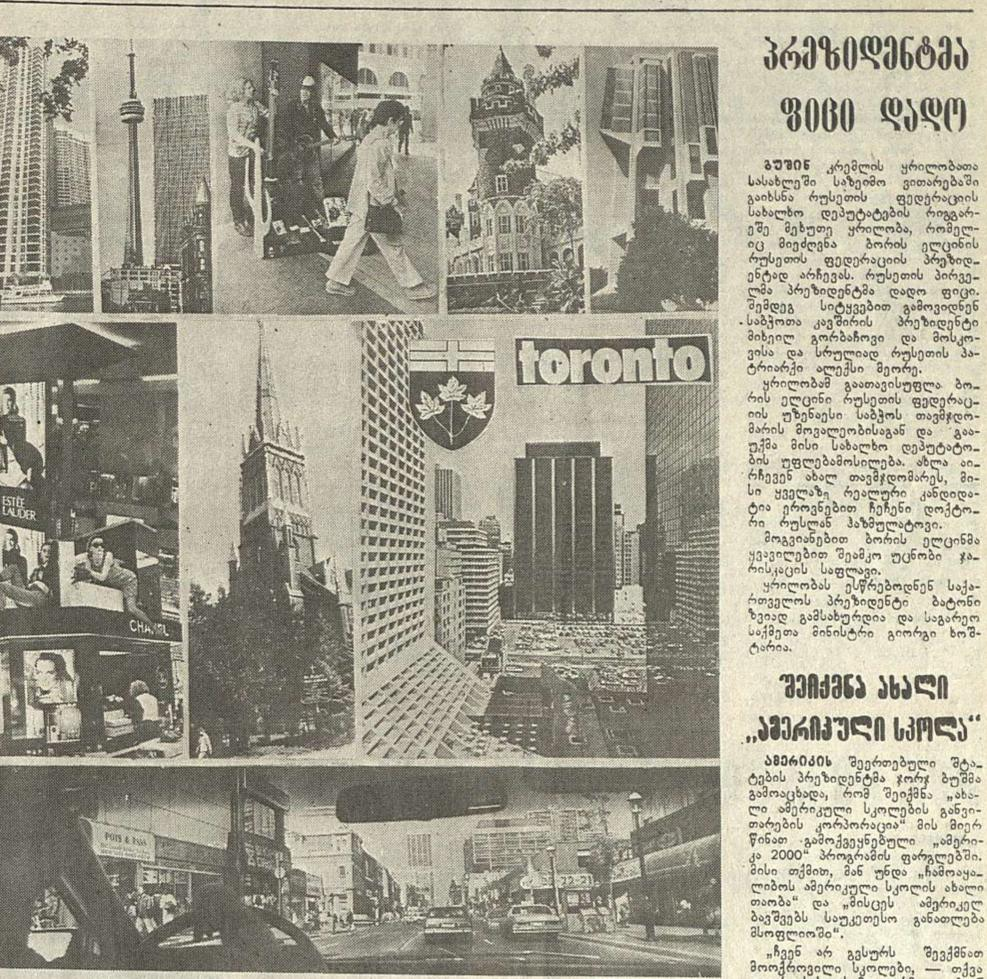 toronto
ESTĒE
LAUDER
CHANEL
POTS & PANS
პრეზიდენტმა
ფიცი დადო
გუშინ კრემლის ყრილობათა
სასახლეში საზეიმო ვითარებაში
გაიხსნა რუსეთის ფედერაციის
სახალხო დეპუტატების რიგგარ-
ეშე მეხუთე ყრილობა, რომელ-
იც მიეძღვნა ბორის ელცინის
რუსეთის ფედერაციის პრეზიდ-
ენტად არჩევას. რუსეთის პირვე-
ლმა პრეზიდენტმა დადო ფიცი.
შემდეგ სიტყვებით გამოვიდნენ
საბჭოთა კავშირის პრეზიდენტი
მიხეილ გორბაჩოვი და მოსკო-
ვისა და სრულიად რუსეთის პა-
ტრიარქი ალექსი მეორე.
ყრილობამ გაათავისუფლა ბო-
რის ელცინი რუსეთის ფედერაც-
იის უზენაესი საბჭოს თავმჯდო-
მარის მოვალეობისაგან და გაა-
უქმა მისი სახალხო დეპუტატო-
ბის უფლებამოსილება. ახლა აი-
რჩევენ ახალ თავმჯდომარეს, მი-
სი ყველაზე რეალური კანდიდა-
ტია ეროვნებით ჩეჩენი დოქტო-
რი რუსლან ჰაზბულატოვი.
მოგვიანებით ბორის ელცინმა
ყვავილებით შეამკო უცნობი ჯა-
რისკაცის საფლავი.
ყრილობას ესწრებოდნენ საქა-
რთველოს პრეზიდენტი ბატონი
ზვიად გამსახურდია და საგარეო
საქმეთა მინისტრი გიორგი ხოშ-
ტარია.
შეიქმნა ახალი
„ამერიკული სკოლა“
ამერიკის შეერთებული შტა-
ტების პრეზიდენტმა ჯორჯ ბუშმა
გამოაცხადა, რომ შეიქმნა „ახა-
ლი ამერიკული სკოლების განვი-
თარების კორპორაცია“ მის მიერ
წინათ გამოქვეყნებული „ამერი-
კა 2000“ პროგრამის ფარგლებში.
მისი თქმით, მან უნდა „ჩამოაყა-
ლიბოს ამერიკული სკოლის ახალი
თაობა“ და „მისცეს ამერიკელ
ბავშვებს საუკეთესო განათლება
მსოფლიოში“.
„ჩვენ არ გვსურს შევქმნათ
მოოქროვილი სკოლები, — თქვა